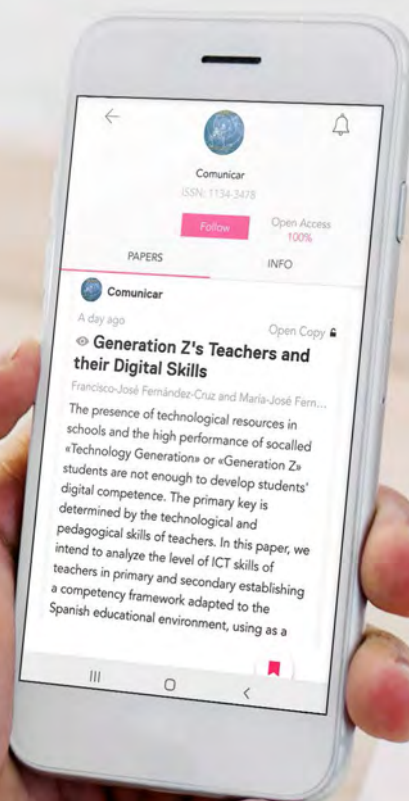 Comunicar
ISSN: 1134-3478
Follow
Open Access
100%
PAPERS
INFO
Comunicar
A day ago
Open Copy
Generation Z's Teachers and
their Digital Skills
Francisco-José Fernández-Cruz and María-José Fern...
The presence of technological resources in
schools and the high performance of socalled
«Technology Generation» or «Generation Z»
students are not enough to develop students'
digital competence. The primary key is
determined by the technological and
pedagogical skills of teachers. In this paper, we
intend to analyze the level of ICT skills of
teachers in primary and secondary establishing
a competency framework adapted to the
Spanish educational environment, using as a